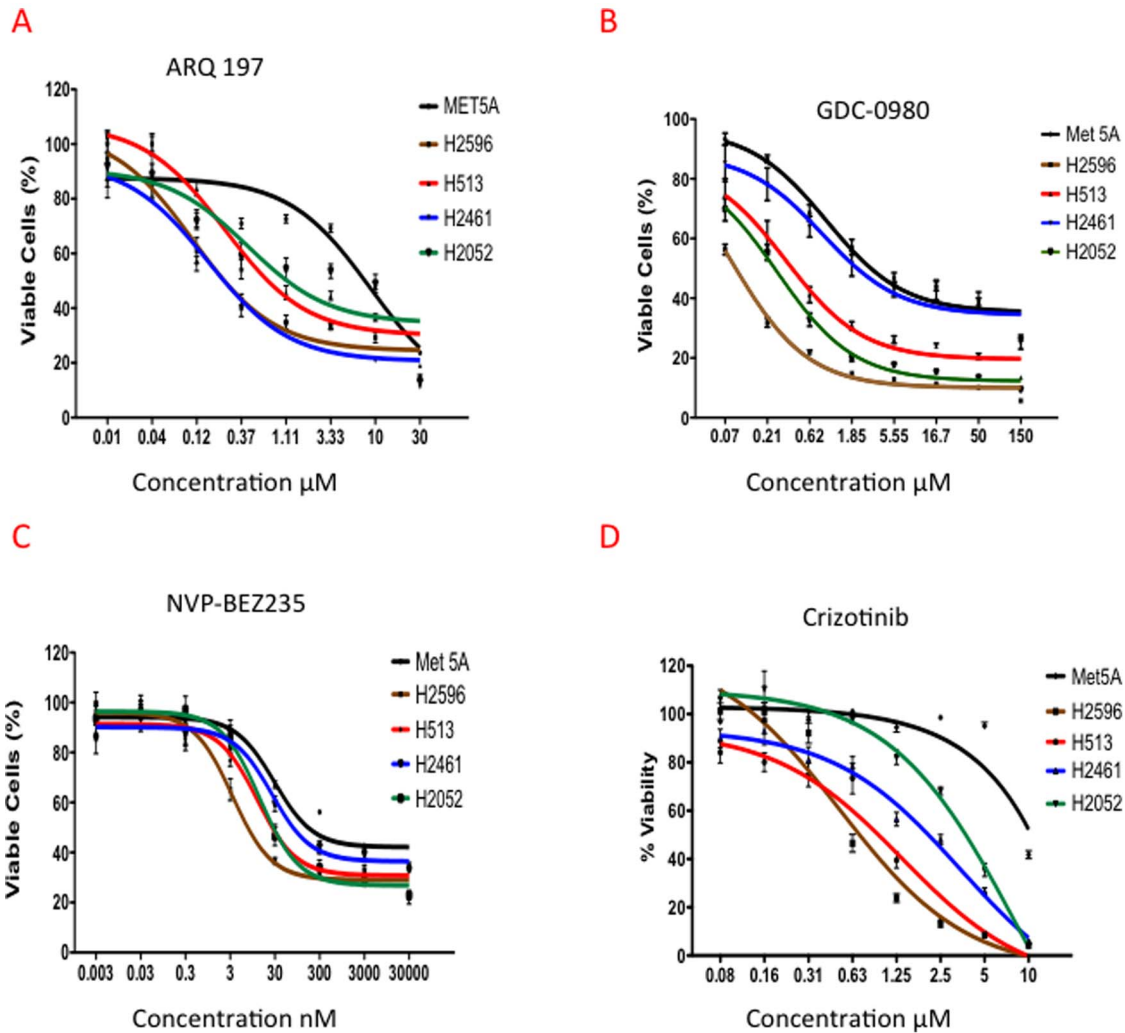 A
ARQ 197
120
100
80
60
40
20
0
Viable Cells (%)
0.01 0.04 0.12 0.37 1.11 3.33 10 30
Concentration µM
MET5A
H2596
H513
H2461
H2052
B
GDC-0980
100
80
60
40
20
0
Viable Cells (%)
0.07 0.21 0.62 1.85 5.55 16.7 50 150
Concentration µM
Met 5A
H2596
H513
H2461
H2052
C
NVP-BEZ235
120
100
80
60
40
20
0
Viable Cells (%)
0.003 0.03 0.3 3 30 300 3000 30000
Concentration nM
Met 5A
H2596
H513
H2461
H2052
D
Crizotinib
120
100
80
60
40
20
0
% Viability
0.08 0.16 0.31 0.63 1.25 2.5 5 10
Concentration µM
Met5A
H2596
H513
H2461
H2052